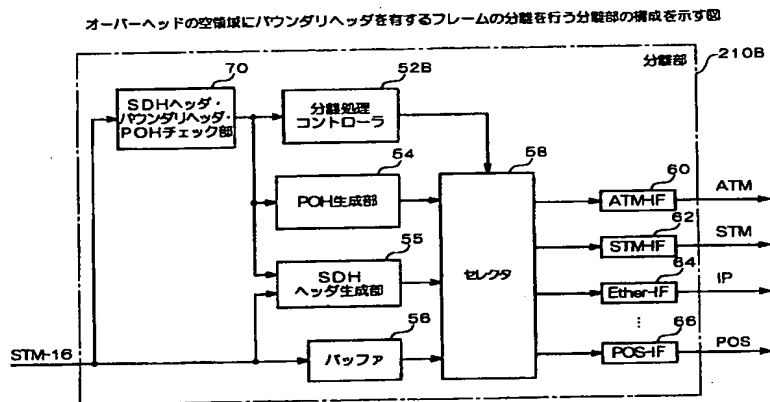 オーバーヘッドの空領域にバウンダリヘッダを有するフレームの分離を行う分離部の構成を示す図
210B
分離部
70
SDHヘッダ・
バウンダリヘッダ・
POHチェック部
52B
分離処理
コントローラ
54
POH生成部
55
SDH
ヘッダ生成部
56
バッファ
58
セレクタ
60
ATM-IF
ATM
62
STM-IF
STM
64
Ether-IF
IP
⋮
66
POS-IF
POS
STM-16